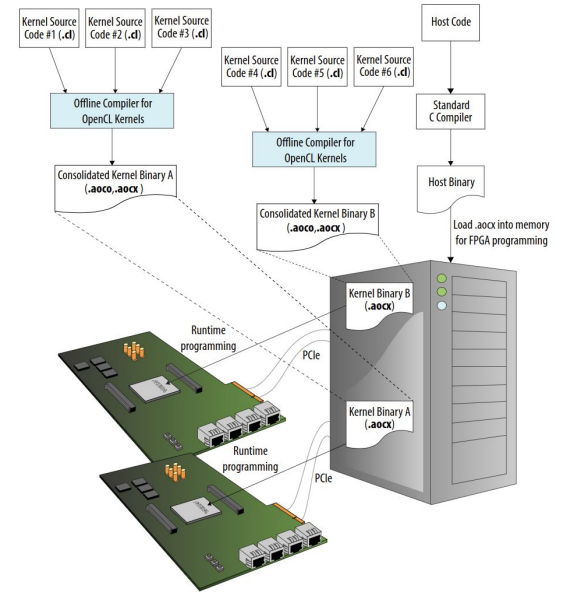 Kernel Source
Code #1 (.cl)
Kernel Source
Code #2 (.cl)
Kernel Source
Code #3 (.cl)
Host Code
Kernel Source
Code #4 (.cl)
Kernel Source
Code #5 (.cl)
Kernel Source
Code #6 (.cl)
Offline Compiler for
OpenCL Kernels
Standard
C Compiler
Offline Compiler for
OpenCL Kernels
Consolidated Kernel Binary A
(.aoco,.aocx )
Host Binary
Consolidated Kernel Binary B
(.aoco,.aocx )
Load .aocx into memory
for FPGA programming
Kernel Binary B
(.aocx)
Runtime
programming
PCIe
Kernel Binary A
(.aocx)
Runtime
programming
PCIe